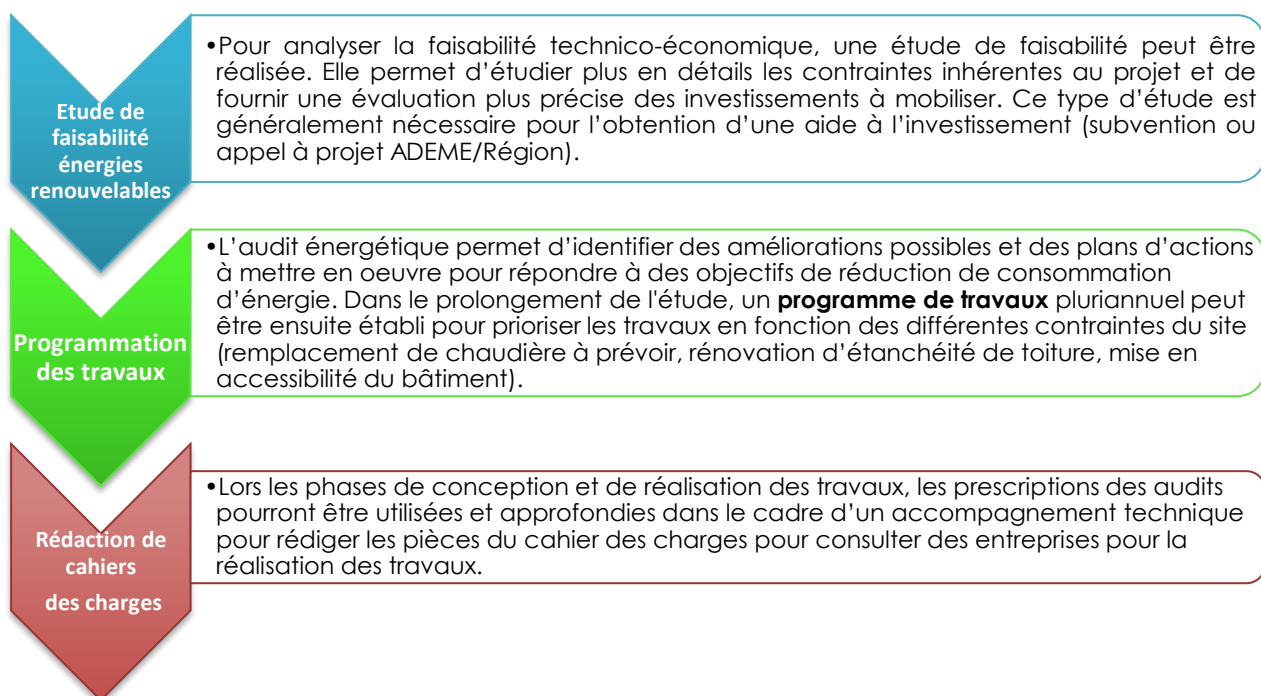 Etude de
faisabilité
énergies
renouvelables
•Pour analyser la faisabilité technico-économique, une étude de faisabilité peut être
réalisée. Elle permet d’étudier plus en détails les contraintes inhérentes au projet et de
fournir une évaluation plus précise des investissements à mobiliser. Ce type d’étude est
généralement nécessaire pour l’obtention d’une aide à l’investissement (subvention ou
appel à projet ADEME/Région).
Programmation
des travaux
•L’audit énergétique permet d’identifier des améliorations possibles et des plans d’actions
à mettre en oeuvre pour répondre à des objectifs de réduction de consommation
d’énergie. Dans le prolongement de l'étude, un programme de travaux pluriannuel peut
être ensuite établi pour prioriser les travaux en fonction des différentes contraintes du site
(remplacement de chaudière à prévoir, rénovation d’étanchéité de toiture, mise en
accessibilité du bâtiment).
Rédaction de
cahiers
des charges
•Lors les phases de conception et de réalisation des travaux, les prescriptions des audits
pourront être utilisées et approfondies dans le cadre d’un accompagnement technique
pour rédiger les pièces du cahier des charges pour consulter des entreprises pour la
réalisation des travaux.